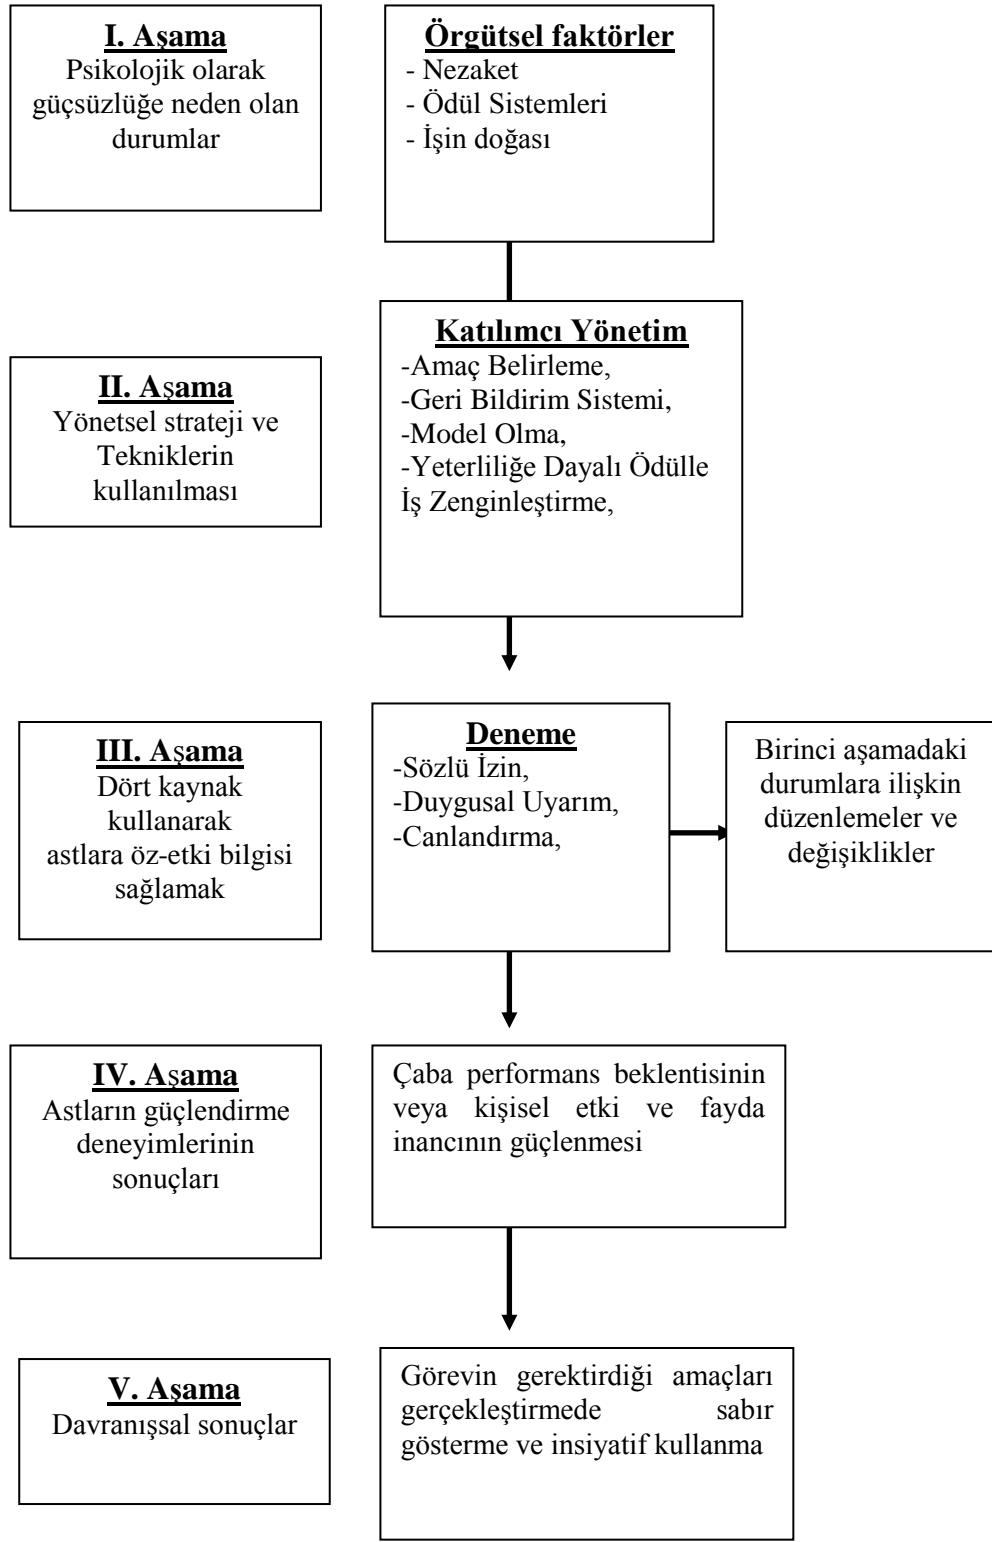 I. Aşama
Psikolojik olarak
güçsüzlüğe neden olan
durumlar
Örgütsel faktörler
- Nezaket
- Ödül Sistemleri
- İşin doğası
II. Aşama
Yönetsel strateji ve
Tekniklerin
kullanılması
Katılımcı Yönetim
-Amaç Belirleme,
-Geri Bildirim Sistemi,
-Model Olma,
-Yeterliliğe Dayalı Ödülle
İş Zenginleştirme,
III. Aşama
Dört kaynak
kullanarak
astlara öz-etki bilgisi
sağlamak
Deneme
-Sözlü İzin,
-Duygusal Uyarım,
-Canlandırma,
Birinci aşamadaki
durumlara ilişkin
düzenlemeler ve
değişiklikler
IV. Aşama
Astların güçlendirme
deneyimlerinin
sonuçları
Çaba performans beklentisinin
veya kişisel etki ve fayda
inancının güçlenmesi
V. Aşama
Davranışsal sonuçlar
Görevin gerektirdiği amaçları
gerçekleştirmede sabır
gösterme ve insiyatif kullanma